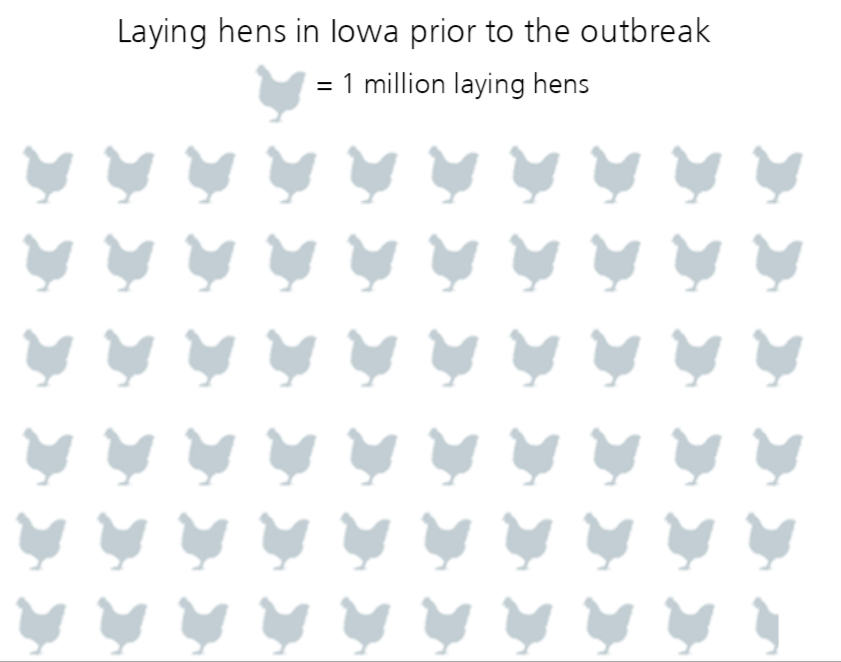 Laying hens in Iowa prior to the outbreak
= 1 million laying hens